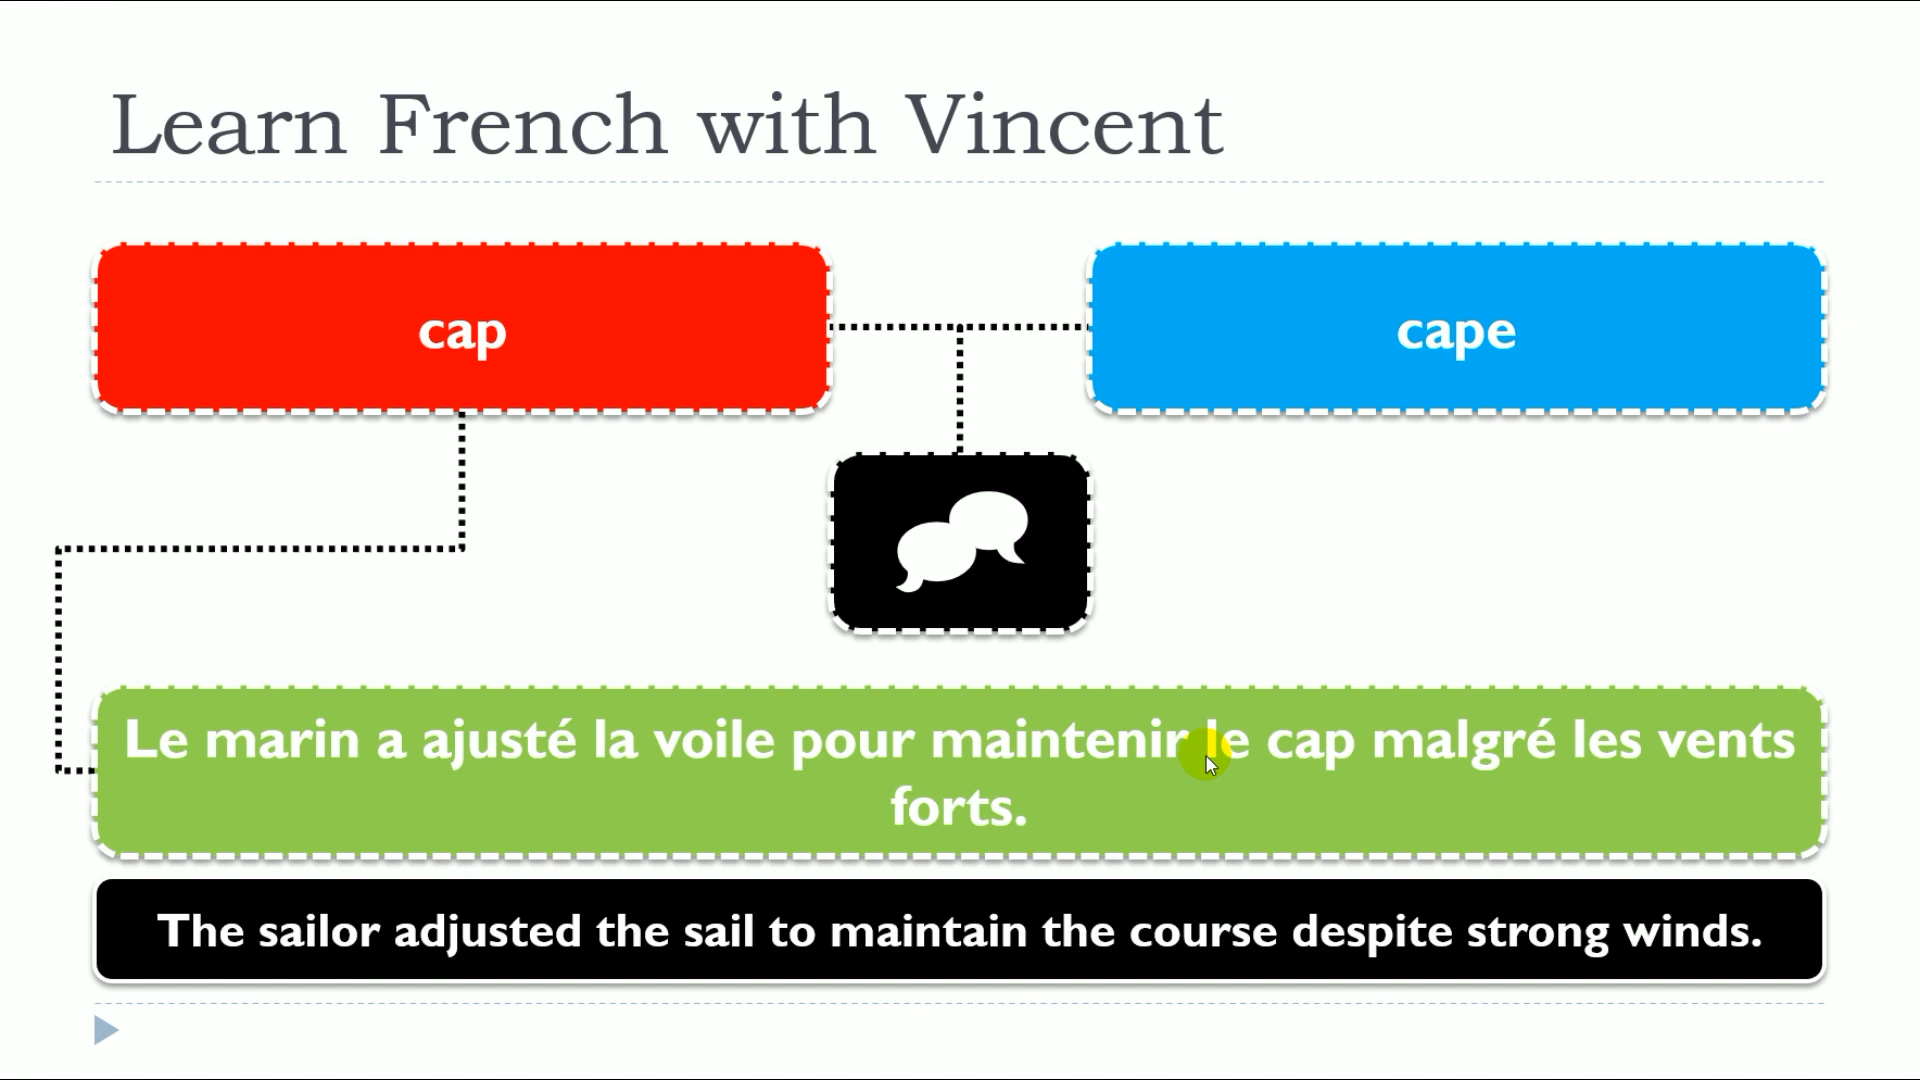 Learn French with Vincent
cap
cape
Le marin a ajusté la voile pour maintenir le cap malgré les vents
forts.
The sailor adjusted the sail to maintain the course despite strong winds.